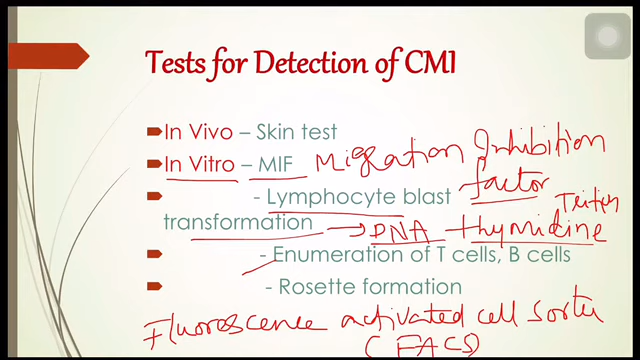 Tests for Detection of CMI
In Vivo – Skin test
In Vitro – MIF Migration Inhibition
- Lymphocyte blast factor
transformation → DNA thymidine
- Enumeration of T cells, B cells
- Rosette formation
Fluorescence activated cell Sorter
( FACS)